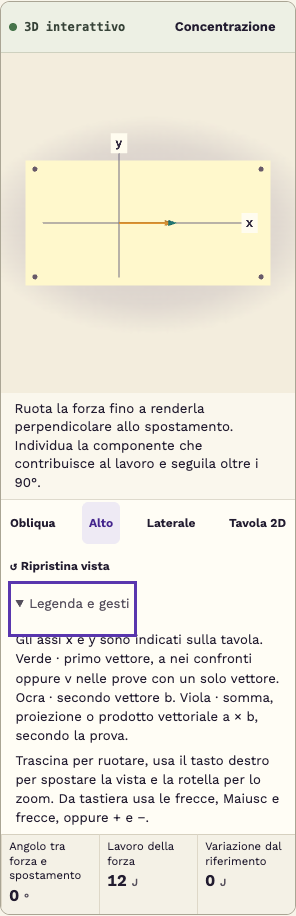 3D interattivo Concentrazione
y
x
Ruota la forza fino a renderla
perpendicolare allo spostamento.
Individua la componente che
contribuisce al lavoro e seguila oltre i
90°.
Obliqua Alto Laterale Tavola 2D
↺ Ripristina vista
▼ Legenda e gesti
Gli assi x e y sono indicati sulla tavola.
Verde · primo vettore, a nei confronti
oppure v nelle prove con un solo vettore.
Ocra · secondo vettore b. Viola · somma,
proiezione o prodotto vettoriale a × b,
secondo la prova.
Trascina per ruotare, usa il tasto destro
per spostare la vista e la rotella per lo
zoom. Da tastiera usa le frecce, Maiusc e
frecce, oppure + e −.
Angolo tra
forza e
spostamento
0 °
Lavoro della
forza
12 J
Variazione dal
riferimento
0 J